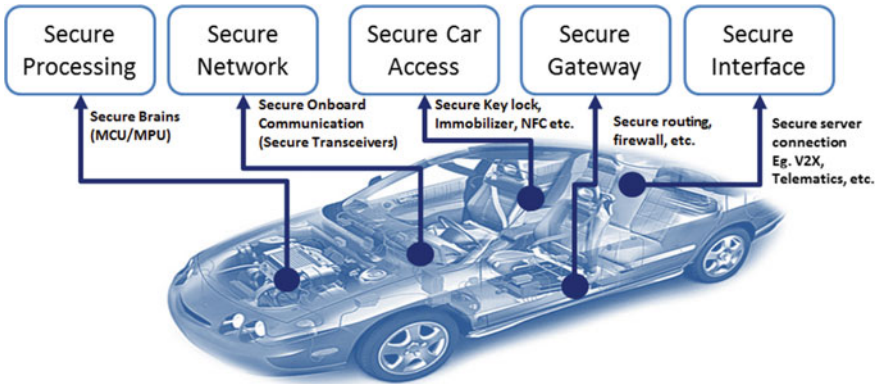 Secure
Processing
Secure
Network
Secure Car
Access
Secure
Gateway
Secure
Interface
Secure Brains
(MCU/MPU)
Secure Onboard
Communication
(Secure Transceivers)
Secure Key lock,
Immobilizer, NFC etc.
Secure routing,
firewall, etc.
Secure server
connection
Eg. V2X,
Telematics, etc.